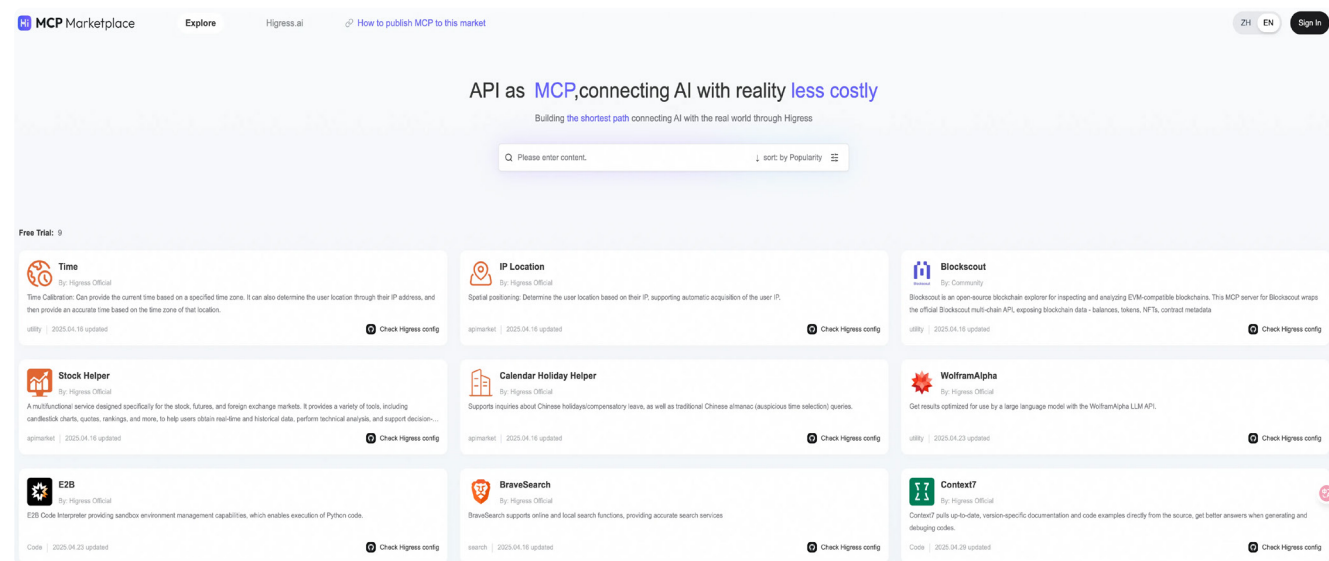 Hi MCP Marketplace
Explore
Higress.ai
How to publish MCP to this market
ZH EN
Sign In
API as MCP,connecting AI with reality less costly
Building the shortest path connecting AI with the real world through Higress
Please enter content.
↓ sort: by Popularity
Free Trial: 9
Time
By: Higress Official
Time Calibration: Can provide the current time based on a specified time zone. It can also determine the user location through their IP address, and
then provide an accurate time based on the time zone of that location.
utility | 2025.04.16 updated
Check Higress config
IP Location
By: Higress Official
Spatial positioning: Determine the user location based on their IP, supporting automatic acquisition of the user IP.
apimarket | 2025.04.16 updated
Check Higress config
Blockscout
Blockscout
By: Community
Blockscout is an open-source blockchain explorer for inspecting and analyzing EVM-compatible blockchains. This MCP server for Blockscout wraps
the official Blockscout multi-chain API, exposing blockchain data - balances, tokens, NFTs, contract metadata
utility | 2025.04.16 updated
Check Higress config
Stock Helper
By: Higress Official
A multifunctional service designed specifically for the stock, futures, and foreign exchange markets. It provides a variety of tools, including
candlestick charts, quotes, rankings, and more, to help users obtain real-time and historical data, perform technical analysis, and support decision-...
apimarket | 2025.04.16 updated
Check Higress config
Calendar Holiday Helper
By: Higress Official
Supports inquiries about Chinese holidays/compensatory leave, as well as traditional Chinese almanac (auspicious time selection) queries.
apimarket | 2025.04.16 updated
Check Higress config
WolframAlpha
By: Higress Official
Get results optimized for use by a large language model with the WolframAlpha LLM API.
utility | 2025.04.23 updated
Check Higress config
E2B
By: Higress Official
E2B Code Interpreter providing sandbox environment management capabilities, which enables execution of Python code.
Code | 2025.04.23 updated
Check Higress config
BraveSearch
By: Higress Official
BraveSearch supports online and local search functions, providing accurate search services
search | 2025.04.16 updated
Check Higress config
Context7
By: Higress Official
Context7 pulls up-to-date, version-specific documentation and code examples directly from the source, get better answers when generating and
debuging codes.
Code | 2025.04.29 updated
Check Higress config